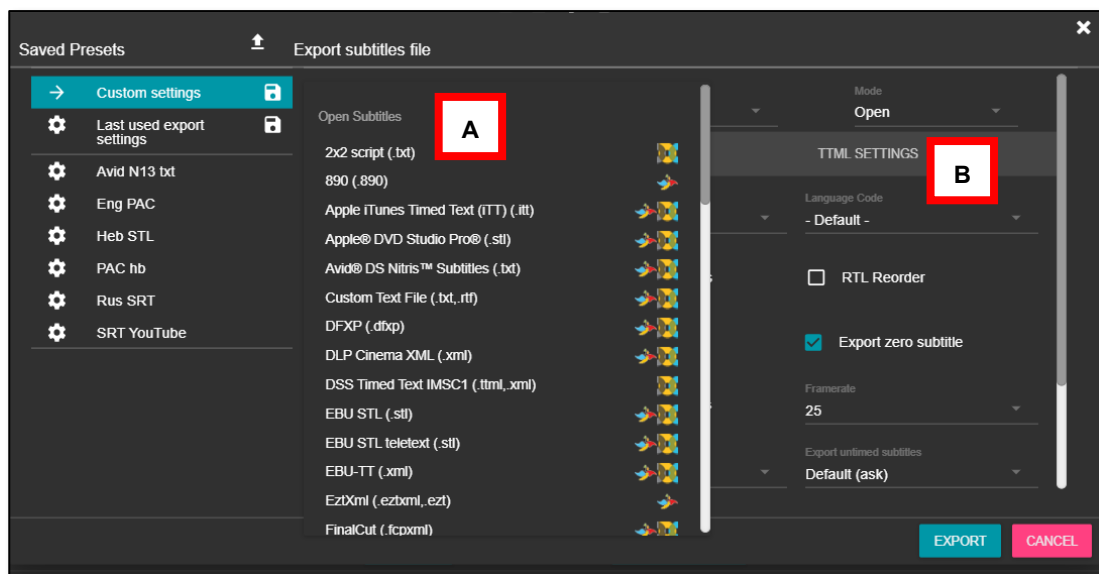 Saved Presets
Export subtitles file
Custom settings
Last used export
settings
Avid N13 txt
Eng PAC
Heb STL
PAC hb
Rus SRT
SRT YouTube
Open Subtitles
A
2x2 script (.txt)
890 (.890)
Apple iTunes Timed Text (iTT) (.itt)
Apple® DVD Studio Pro® (.stl)
Avid® DS Nitris™ Subtitles (.txt)
Custom Text File (.txt,.rtf)
DFXP (.dfxp)
DLP Cinema XML (.xml)
DSS Timed Text IMSC1 (.ttml,.xml)
EBU STL (.stl)
EBU STL teletext (.stl)
EBU-TT (.xml)
EztXml (.eztxml,.ezt)
FinalCut (.fcpxml)
Mode
Open
TTML SETTINGS
B
Language Code
- Default -
RTL Reorder
Export zero subtitle
Framerate
25
Export untimed subtitles
Default (ask)
EXPORT
CANCEL